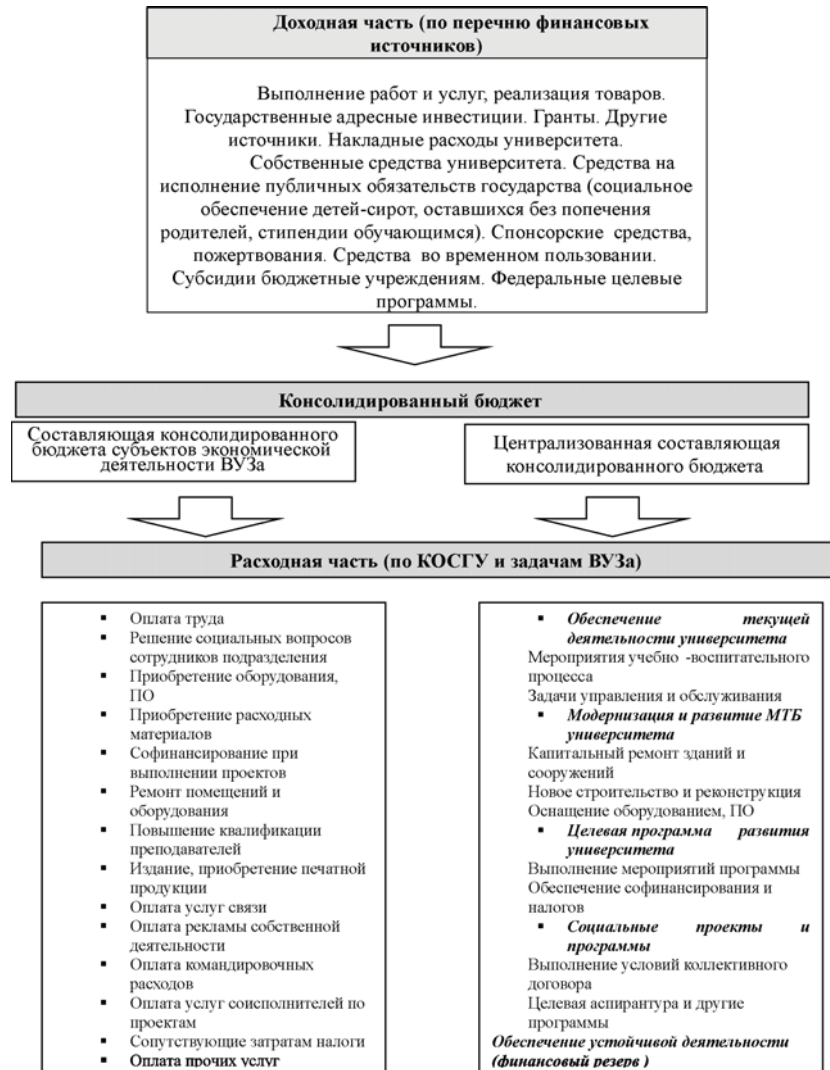 Доходная часть (по перечню финансовых
источников)
Выполнение работ и услуг, реализация товаров.
Государственные адресные инвестиции. Гранты. Другие
источники. Накладные расходы университета.
Собственные средства университета. Средства на
исполнение публичных обязательств государства (социальное
обеспечение детей-сирот, оставшихся без попечения
родителей, стипендии обучающимся). Спонсорские средства,
пожертвования. Средства во временном пользовании.
Субсидии бюджетные учреждениям. Федеральные целевые
программы.
Консолидированный бюджет
Составляющая консолидированного
бюджета субъектов экономической
деятельности ВУЗа
Централизованная составляющая
консолидированного бюджета
Расходная часть (по КОСГУ и задачам ВУЗа)
▪ Оплата труда
▪ Решение социальных вопросов
сотрудников подразделения
▪ Приобретение оборудования,
ПО
▪ Приобретение расходных
материалов
▪ Софинансирование при
выполнении проектов
▪ Ремонт помещений и
оборудования
▪ Повышение квалификации
преподавателей
▪ Издание, приобретение печатной
продукции
▪ Оплата услуг связи
▪ Оплата рекламы собственной
деятельности
▪ Оплата командировочных
расходов
▪ Оплата услуг соисполнителей по
проектам
▪ Сопутствующие затратам налоги
▪ Оплата прочих услуг
▪ Обеспечение текущей
деятельности университета
Мероприятия учебно -воспитательного
процесса
Задачи управления и обслуживания
▪ Модернизация и развитие МТБ
университета
Капитальный ремонт зданий и
сооружений
Новое строительство и реконструкция
Оснащение оборудованием, ПО
▪ Целевая программа развития
университета
Выполнение мероприятий программы
Обеспечение софинансирования и
налогов
▪ Социальные проекты и
программы
Выполнение условий коллективного
договора
Целевая аспирантура и другие
программы
Обеспечение устойчивой деятельности
(финансовый резерв )